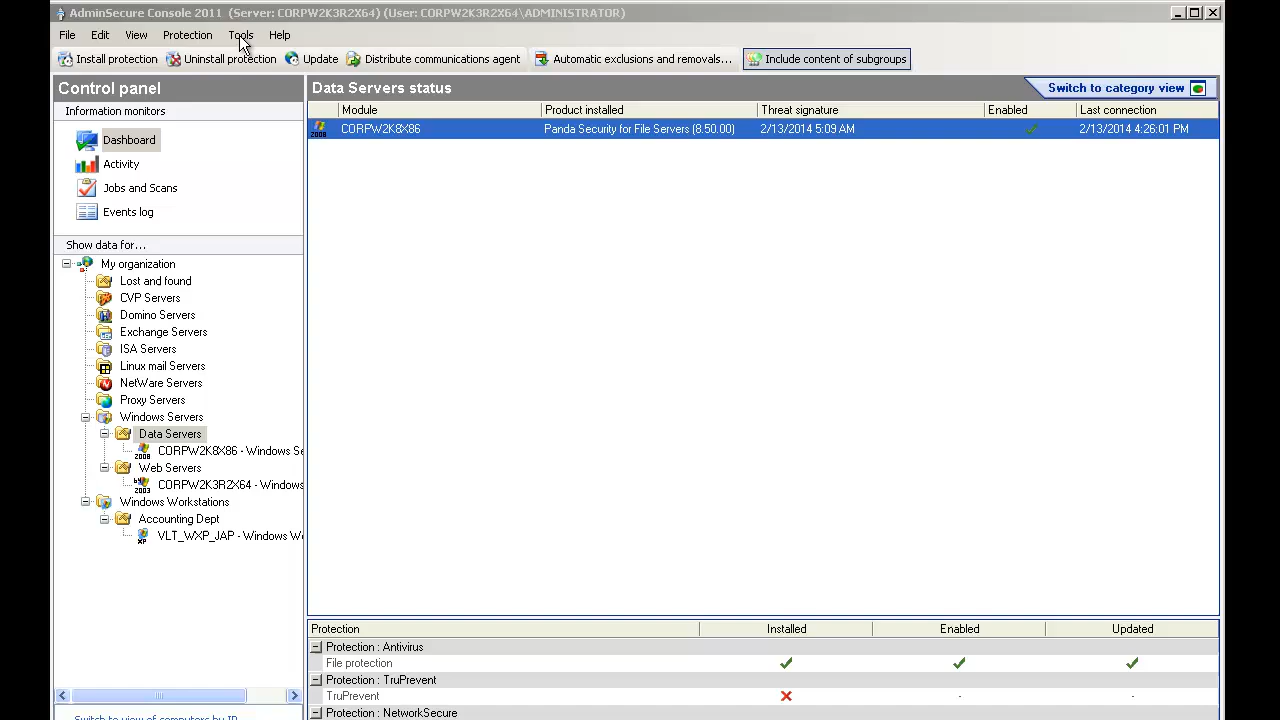 AdminSecure Console 2011 (Server: CORPW2K3R2X64) (User: CORPW2K3R2X64\ADMINISTRATOR)
File Edit View Protection Tools Help
Install protection Uninstall protection Update Distribute communications agent Automatic exclusions and removals... Include content of subgroups
Control panel
Information monitors
Dashboard
Activity
Jobs and Scans
Events log
Show data for...
My organization
Lost and found
CVP Servers
Domino Servers
Exchange Servers
ISA Servers
Linux mail Servers
NetWare Servers
Proxy Servers
Windows Servers
Data Servers
CORPW2K8X86 - Windows Se
Web Servers
CORPW2K3R2X64 - Windows
Windows Workstations
Accounting Dept
VLT_WXP_JAP - Windows W
Switch to view of computers by IP
Data Servers status
Switch to category view
Module Product installed Threat signature Enabled Last connection
2008 CORPW2K8X86 Panda Security for File Servers (8.50.00) 2/13/2014 5:09 AM 2/13/2014 4:26:01 PM
Protection Installed Enabled Updated
Protection : Antivirus
File protection
Protection : TruPrevent
TruPrevent - -
Protection : NetworkSecure